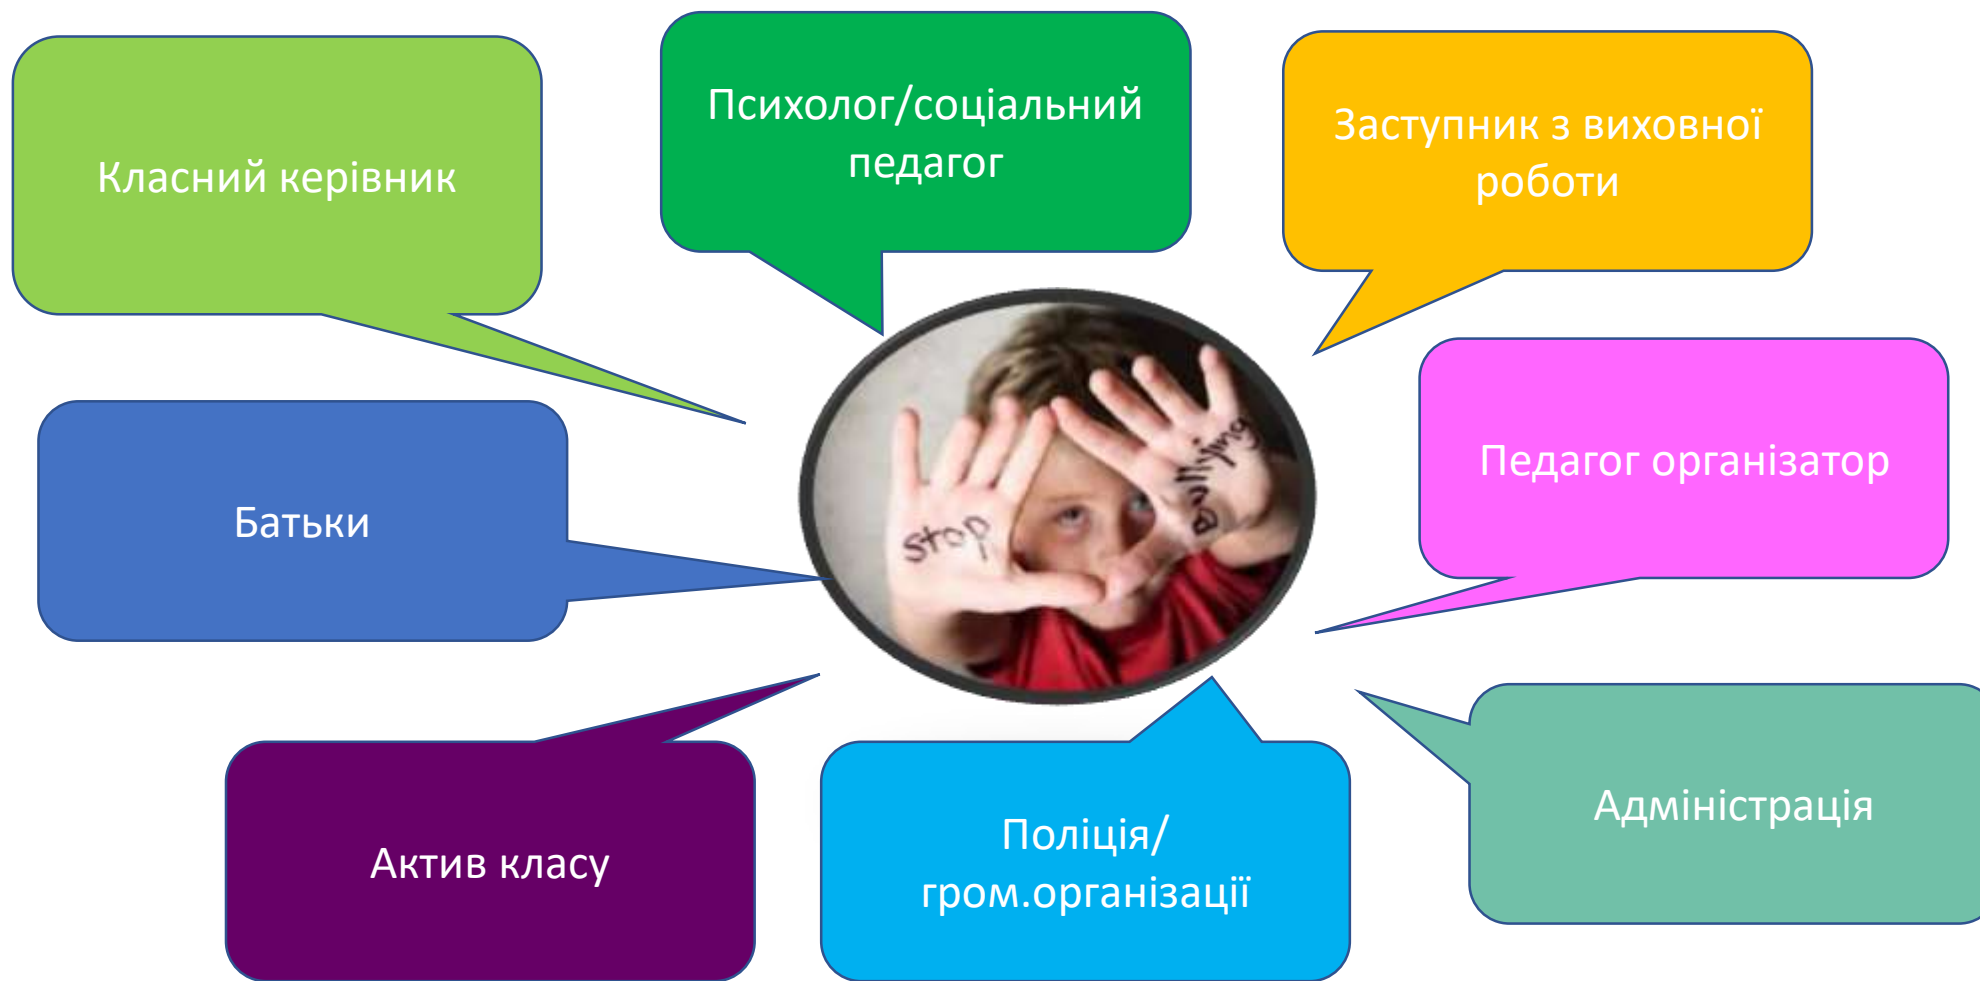 Класний керівник
Психолог/соціальний
педагог
Заступник з виховної
роботи
Батьки
stop
Bullying
Педагог організатор
Актив класу
Поліція/
гром.організації
Адміністрація